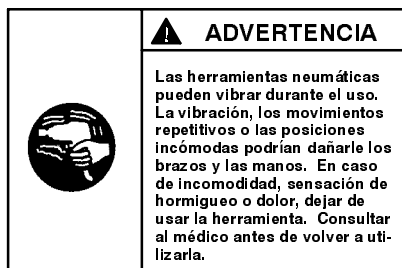 ADVERTENCIA
Las herramientas neumáticas
pueden vibrar durante el uso.
La vibración, los movimientos
repetitivos o las posiciones
incómodas podrían dañarle los
brazos y las manos. En caso
de incomodidad, sensación de
hormigueo o dolor, dejar de
usar la herramienta. Consultar
al médico antes de volver a uti-
lizarla.